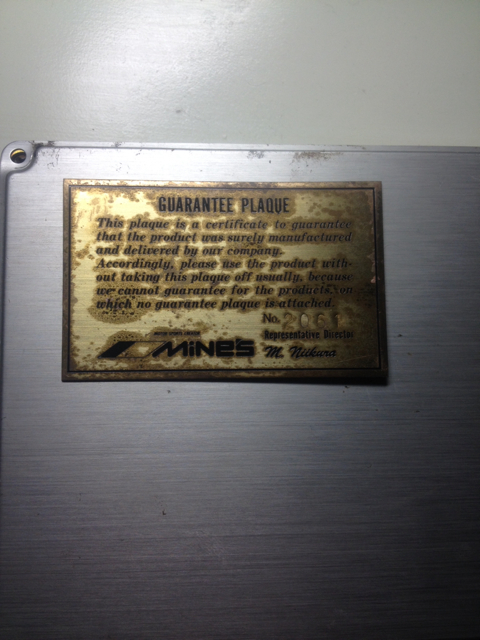 GUARANTEE PLAQUE
This plaque is a certificate to guarantee
that the product was surely manufactured
and delivered by our company.
Accordingly, please use the product with-
out taking this plaque off usually, because
we cannot guarantee for the products, on
which no guarantee plaque is attached.
No.
Representative Director
MINE'S M. Niikura